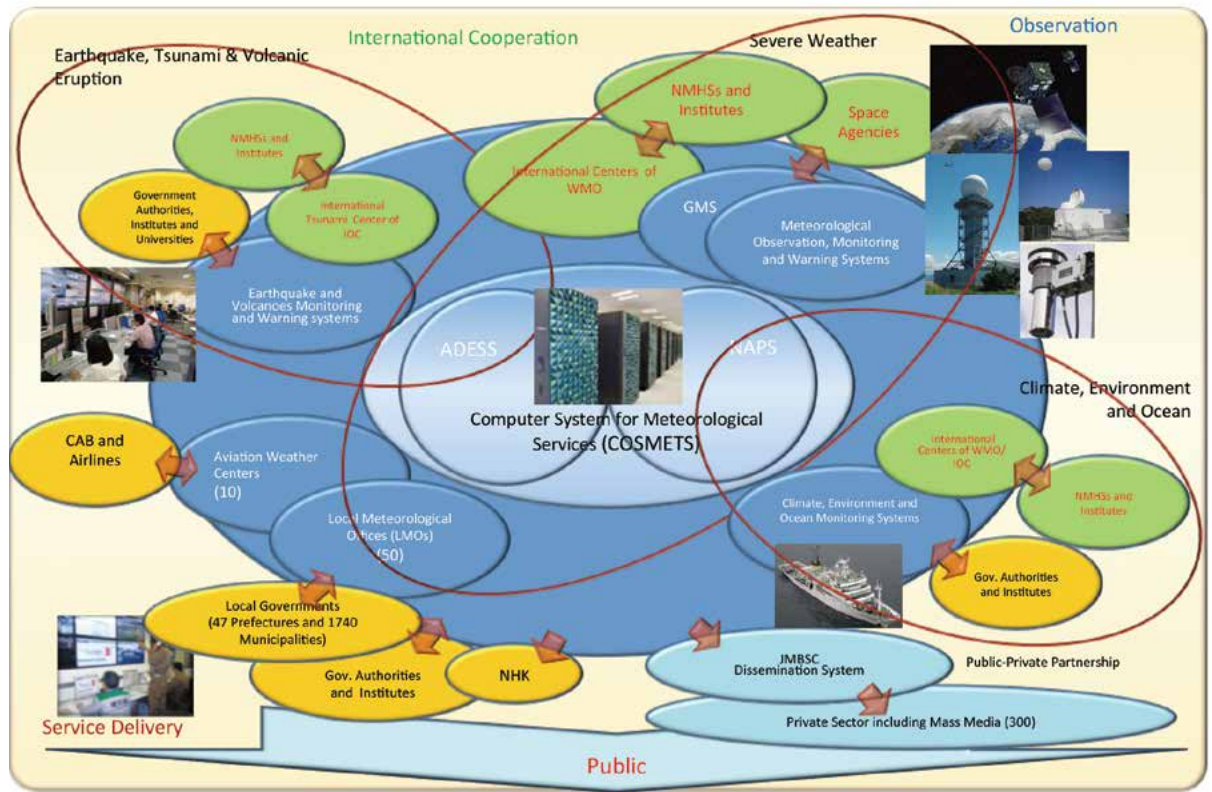 International Cooperation
Observation
Severe Weather
Earthquake, Tsunami & Volcanic
Eruption
NMHSs and
Institutes
Space
Agencies
NMHSs and
Institutes
International Centers of
WMO
Government
Authorities,
Institutes and
Universities
International
Tsunami Center of
IOC
GMS
Meteorological
Observation, Monitoring
and Warning Systems
Earthquake and
Volcanoes Monitoring
and Warning systems
ADESS
NAPS
Computer System for Meteorological
Services (COSMETS)
Climate, Environment
and Ocean
CAB and
Airlines
Aviation Weather
Centers
(10)
International
Centers of WMO/
IOC
NMHSs and
Institutes
Local Meteorological
Offices (LMOs)
(50)
Climate, Environment and
Ocean Monitoring Systems
Gov. Authorities
and Institutes
Local Governments
(47 Prefectures and 1740
Municipalities)
Gov. Authorities
and Institutes
NHK
JMBSC
Dissemination System
Public-Private Partnership
Private Sector including Mass Media (300)
Service Delivery
Public